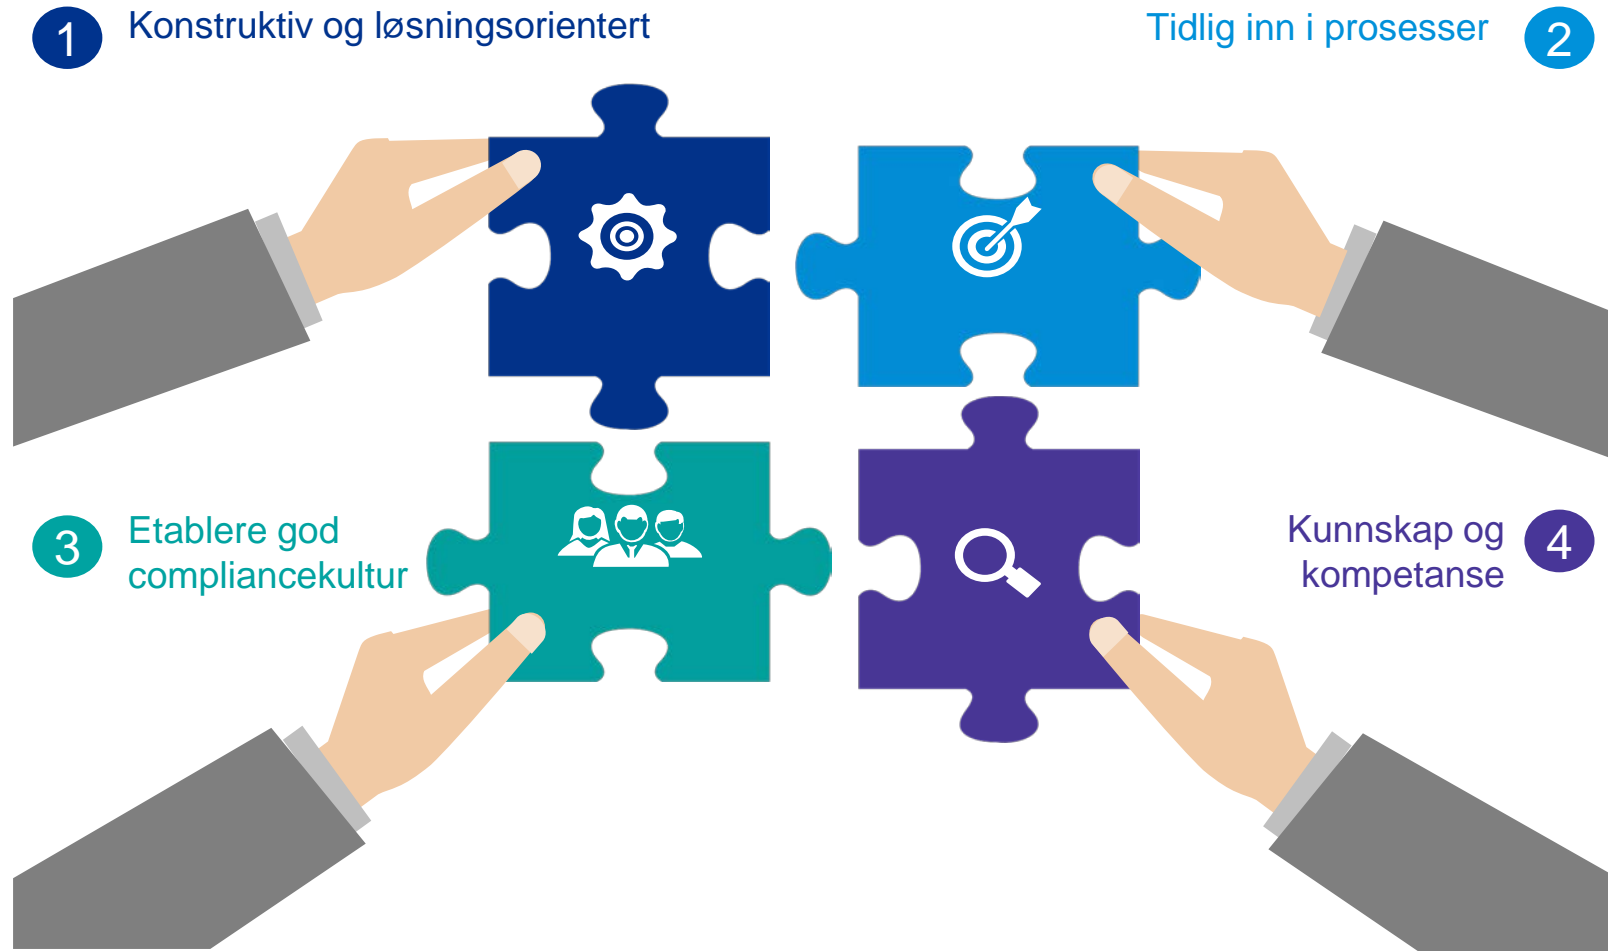 1 Konstruktiv og løsningsorientert
Tidlig inn i prosesser 2
3 Etablere god
compliancekultur
Kunnskap og 4
kompetanse